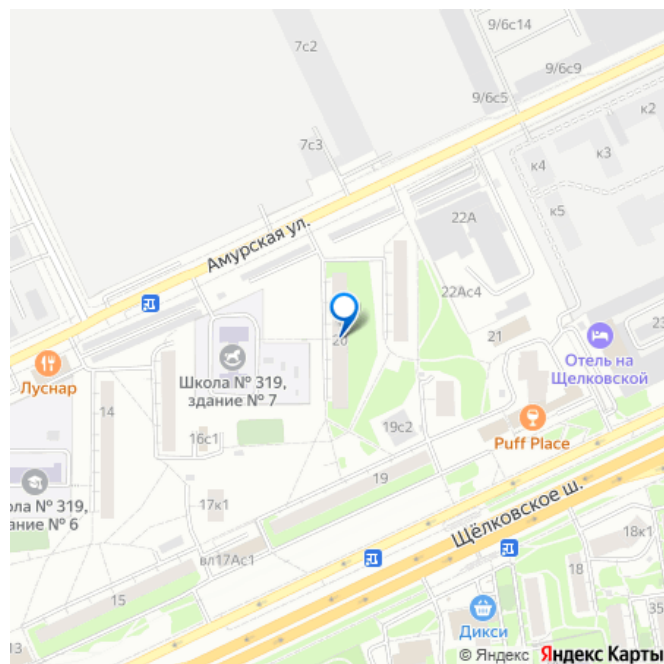 7с2
9/6с14
9/6с9
9/6с5
к2
7с3
к3
к4
к5
22А
Амурская ул.
22Ас4
20
21
23
Отель на
Щелковской
Школа № 319,
здание № 7
Луснар
14
16с1
19с2
Puff Place
19
ола № 319,
ание № 6
17к1
Щёлковское ш.
вл17Ас1
18к1
18
15
35
Дикси
13
© Яндекс Яндекс Карты